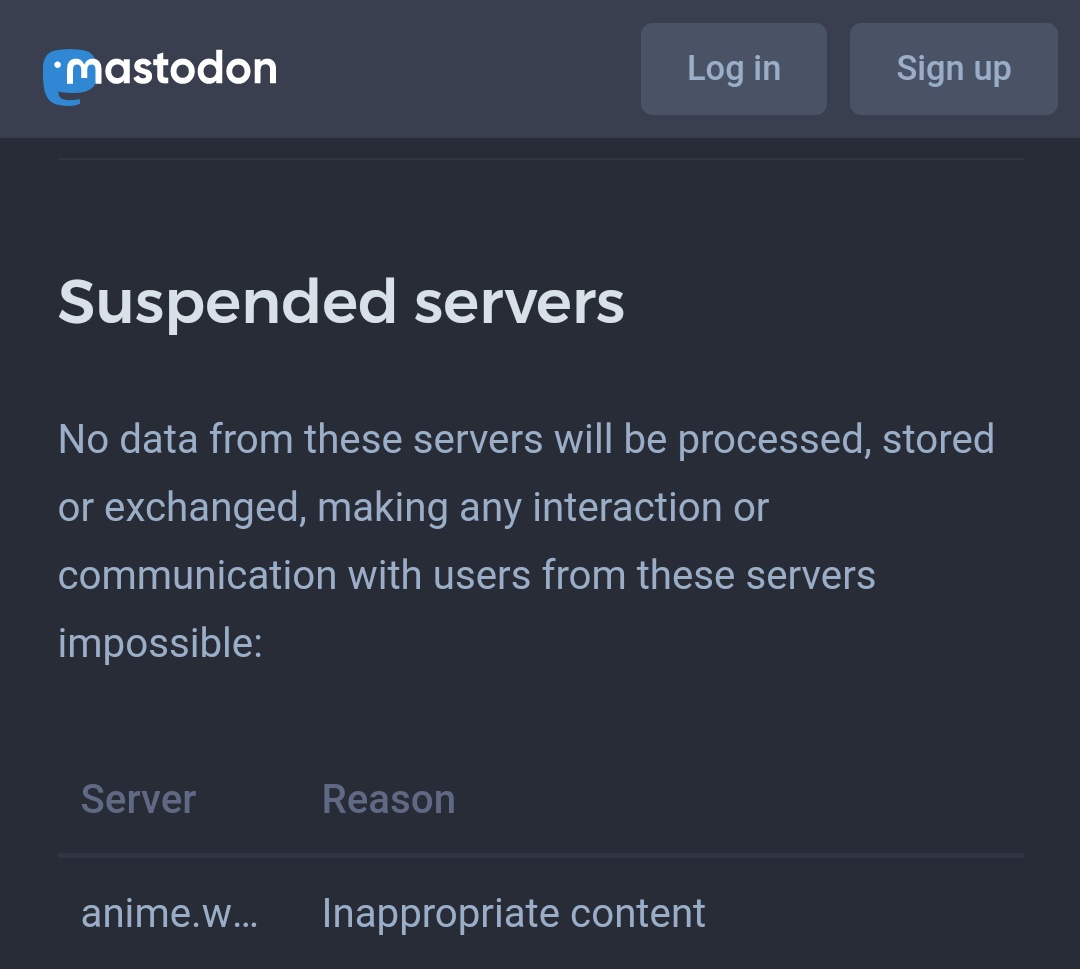 mastodon
Log in
Sign up
Suspended servers
No data from these servers will be processed, stored
or exchanged, making any interaction or
communication with users from these servers
impossible:
Server Reason
anime.w… Inappropriate content